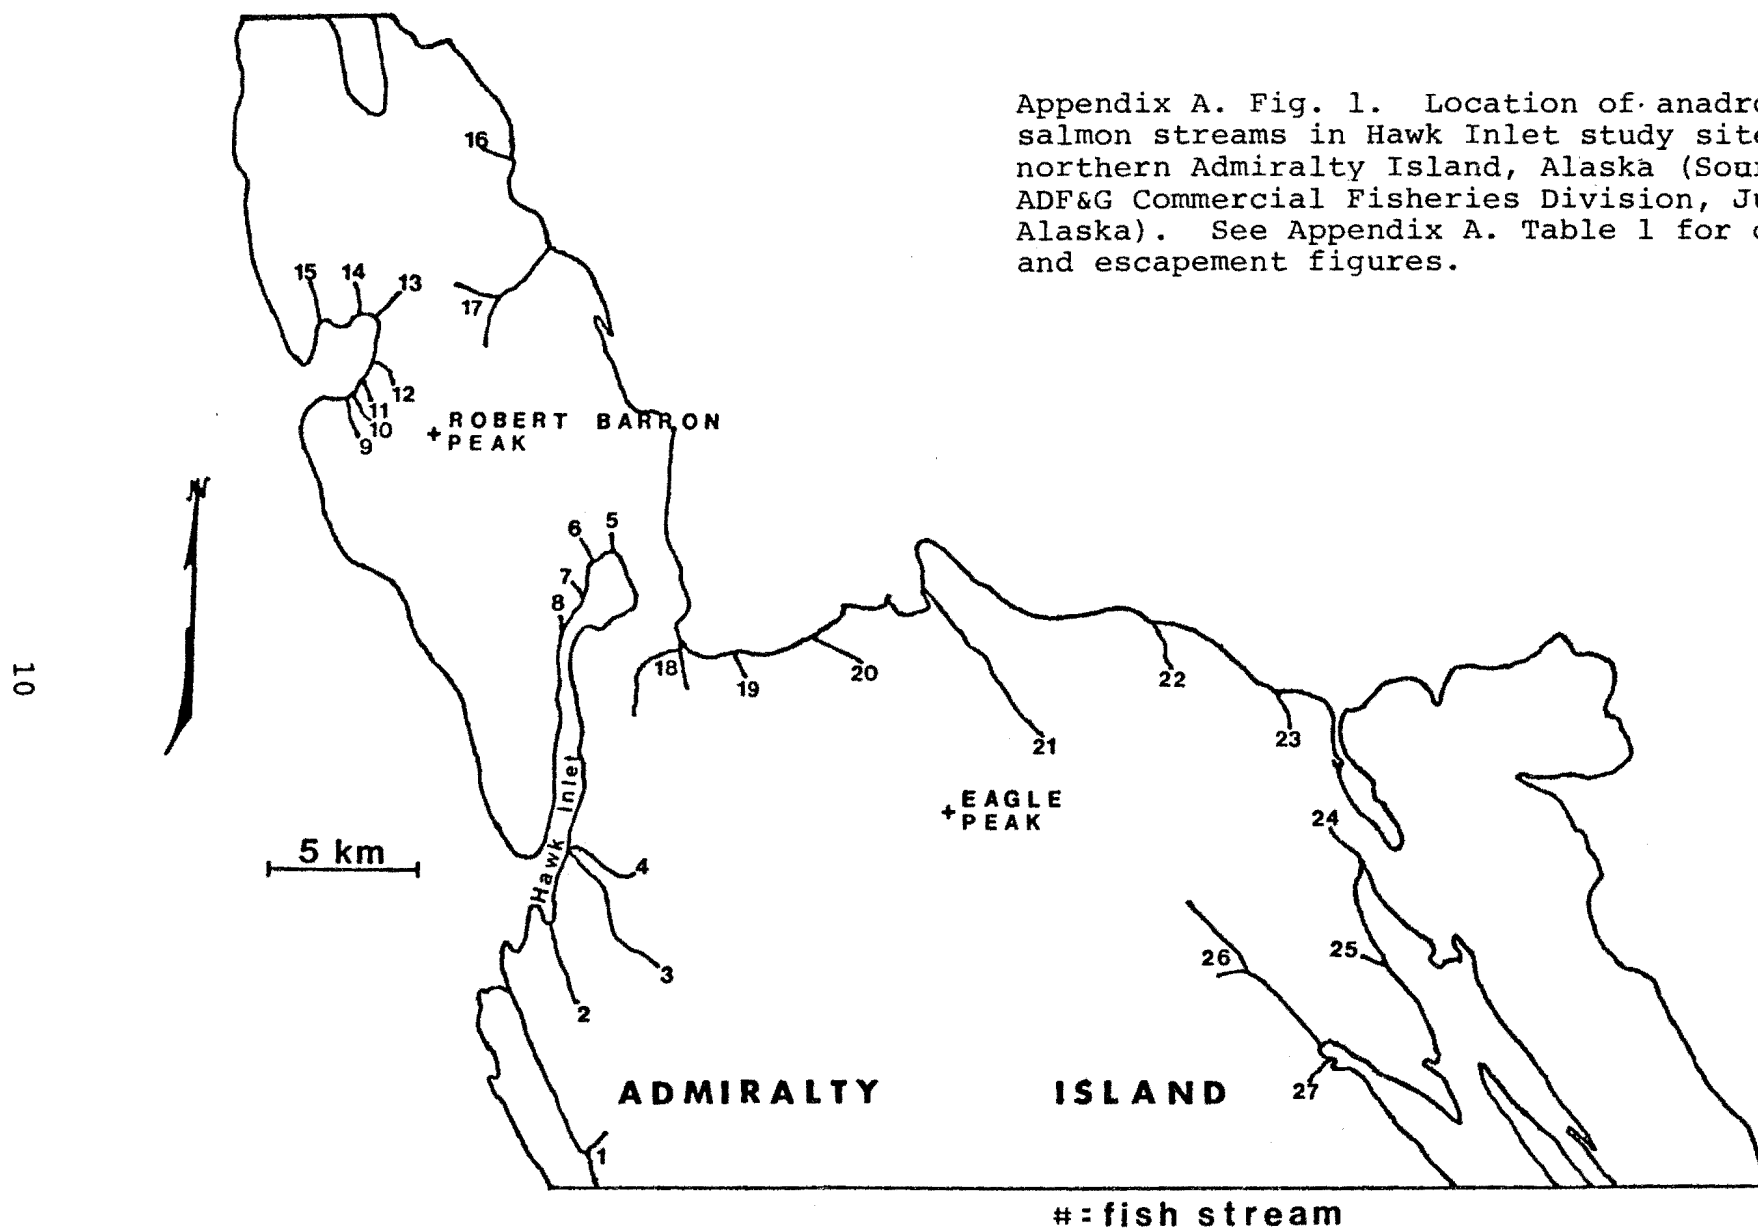 Appendix A. Fig. 1. Location of anadro
salmon streams in Hawk Inlet study site
northern Admiralty Island, Alaska (Sour
ADF&G Commercial Fisheries Division, Ju
Alaska). See Appendix A. Table 1 for c
and escapement figures.
16
15
14
13
17
12
11
10
9
+ROBERT BARRON
PEAK
N
6
5
7
8
18
19
20
21
22
23
10
Hawk Inlet
+EAGLE
PEAK
5 km
24
4
3
2
25
26
27
ADMIRALTY ISLAND
1
#=fish stream